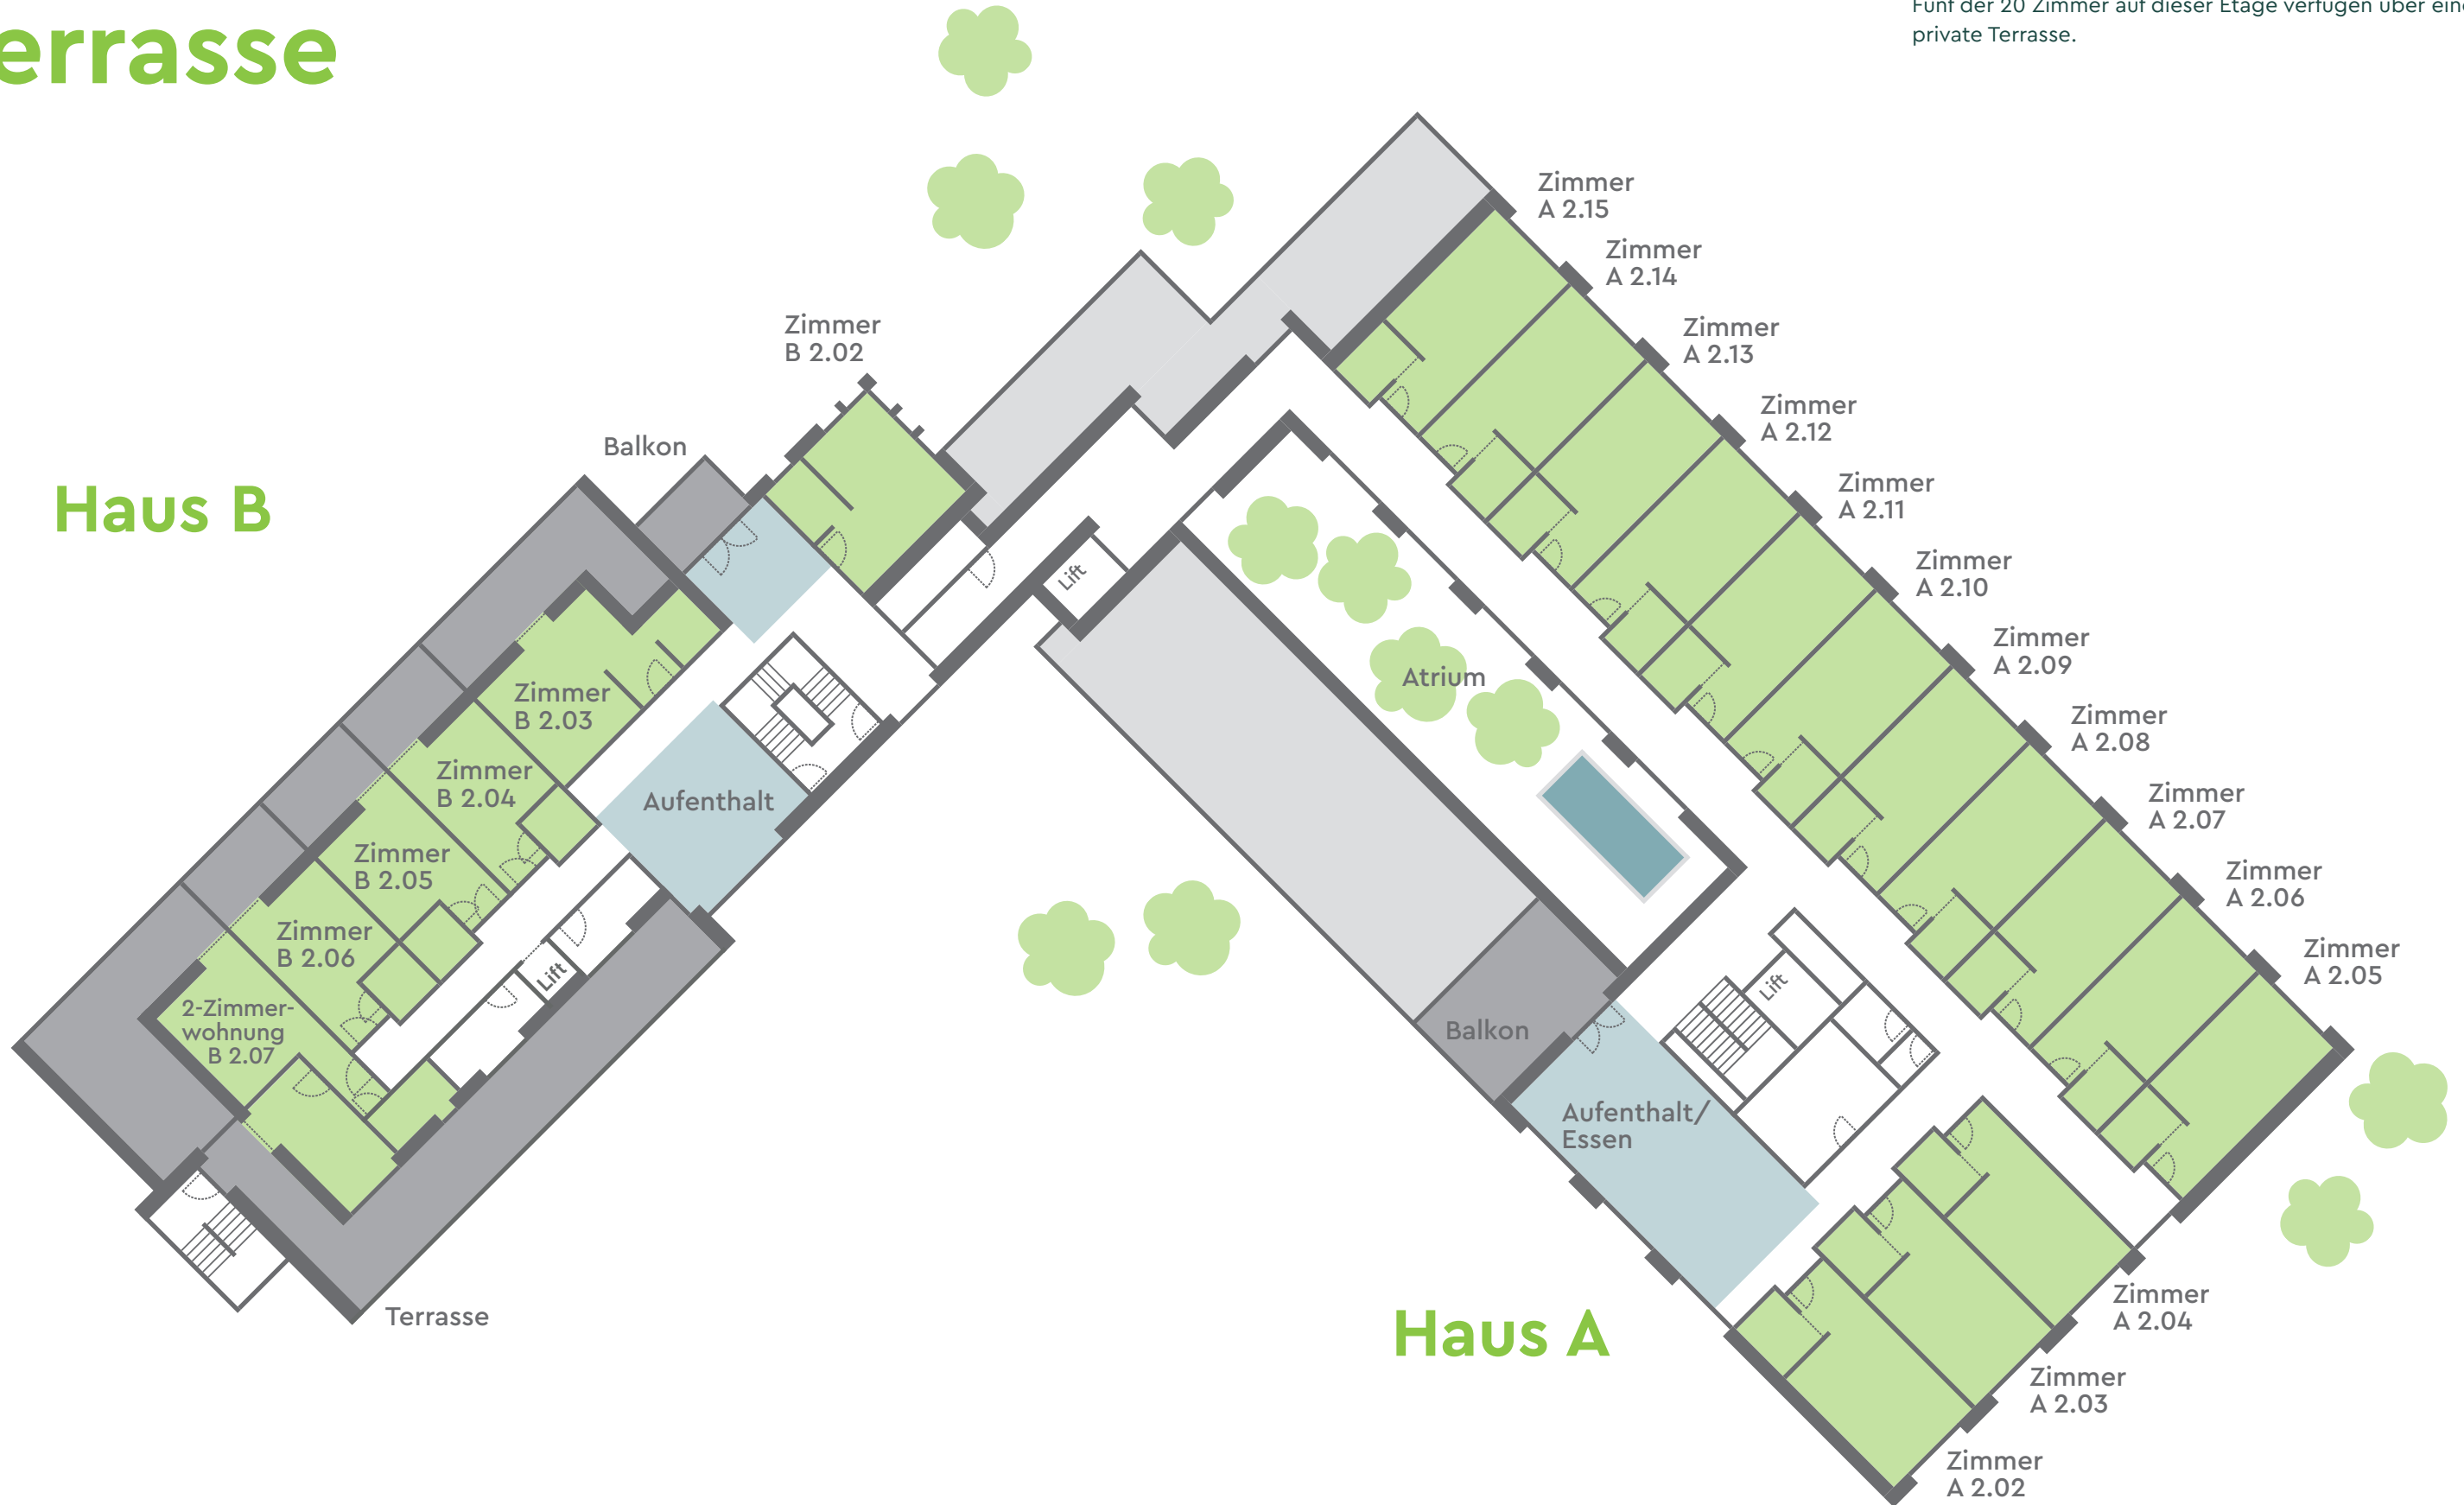 errasse
Fünf der 20 Zimmer auf dieser Etage verfügen über
private Terrasse.
Zimmer
A 2.15
Zimmer
A 2.14
Zimmer
A 2.13
Zimmer
A 2.12
Zimmer
A 2.11
Zimmer
A 2.10
Zimmer
A 2.09
Zimmer
A 2.08
Zimmer
A 2.07
Zimmer
A 2.06
Zimmer
A 2.05
Zimmer
B 2.02
Balkon
Haus B
Lift
Atrium
Zimmer
B 2.03
Zimmer
B 2.04
Aufenthalt
Zimmer
B 2.05
Zimmer
B 2.06
Lift
2-Zimmer-
wohnung
B 2.07
Lift
Balkon
Aufenthalt/
Essen
Terrasse
Haus A
Zimmer
A 2.04
Zimmer
A 2.03
Zimmer
A 2.02